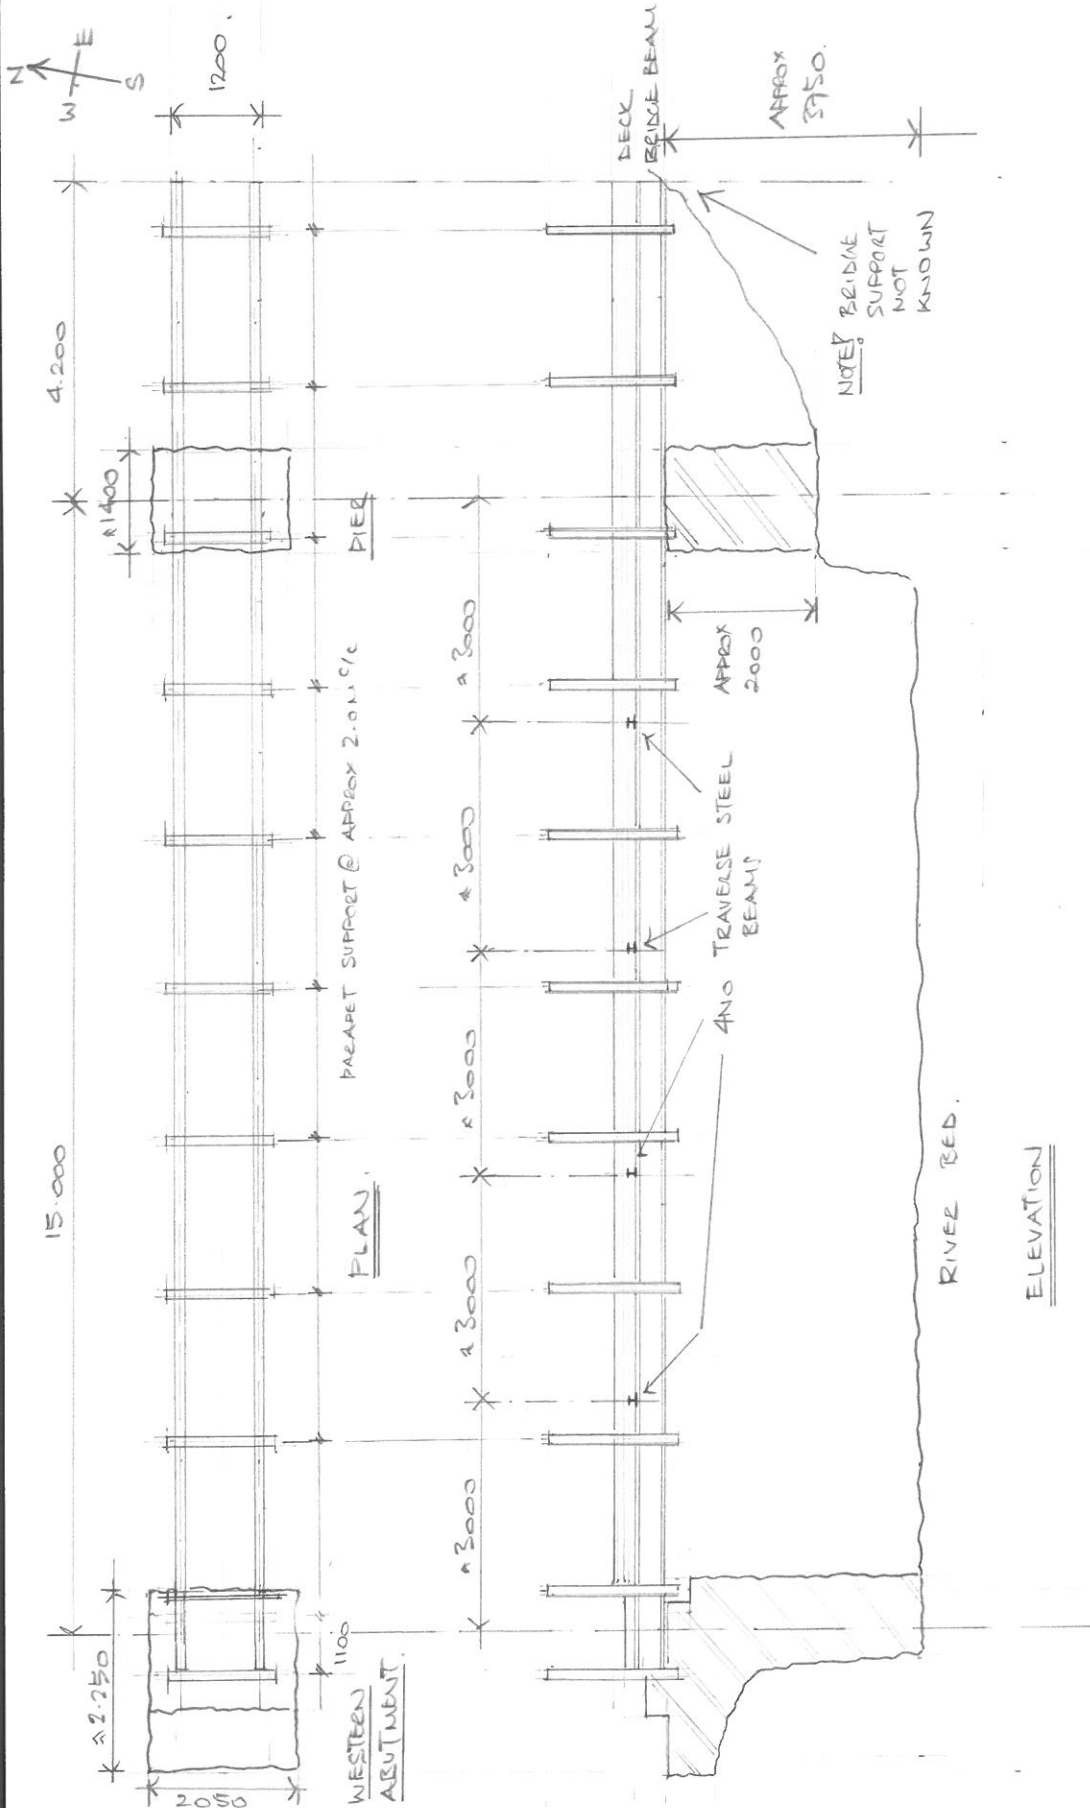 N
E
W
S
1200.
4.200
15.000
≈1400
≈2.250
2050
PIER
PARAPET SUPPORT @ APPROX 2.0M c/c
PLAN.
1100
WESTERN
ABUTMENT.
≈ 3000
≈ 3000
≈ 3000
≈ 3000
≈ 3000
DECK
BRIDGE BEAM
APPROX
3750.
NOTE! BRIDGE
SUPPORT
NOT
KNOWN
APPROX
2000
4NO TRAVERSE STEEL
BEAMS
RIVER BED.
ELEVATION